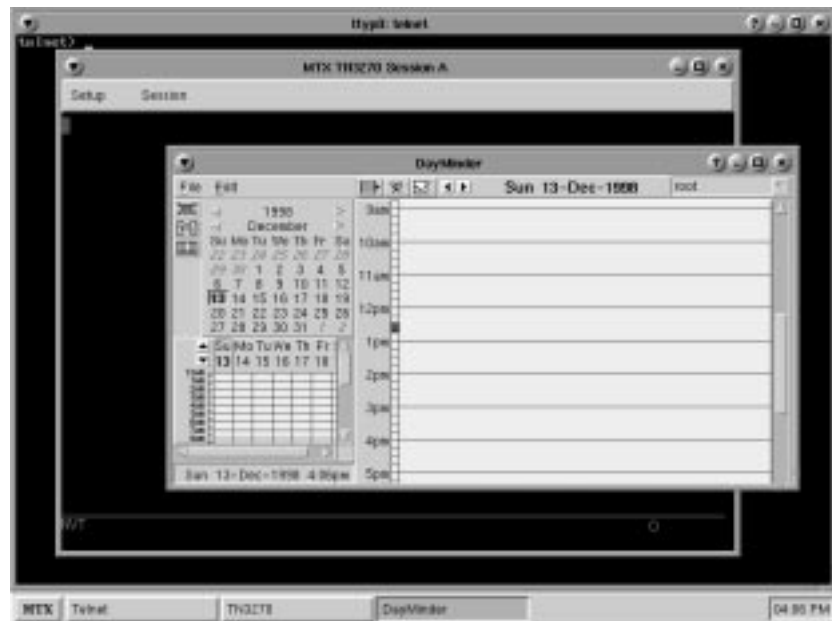 ttyp0: telnet
telnet> _
MTX TN3270 Session A
Setup Session
DayMinder
File Edit
Sun 13-Dec-1998 root
1998
December
Su Mo Tu We Th Fr Sa
22 23 24 25 26 27 28
29 30 1 2 3 4 5
6 7 8 9 10 11 12
13 14 15 16 17 18 19
20 21 22 23 24 25 26
27 28 29 30 31 1 2
Su Mo Tu We Th Fr
13 14 15 16 17 18
9am
10am
11am
12pm
1pm
2pm
3pm
4pm
5pm
Sun 13-Dec-1998 4:06pm
NVT
MTX Telnet TN3270 DayMinder 04:06 PM